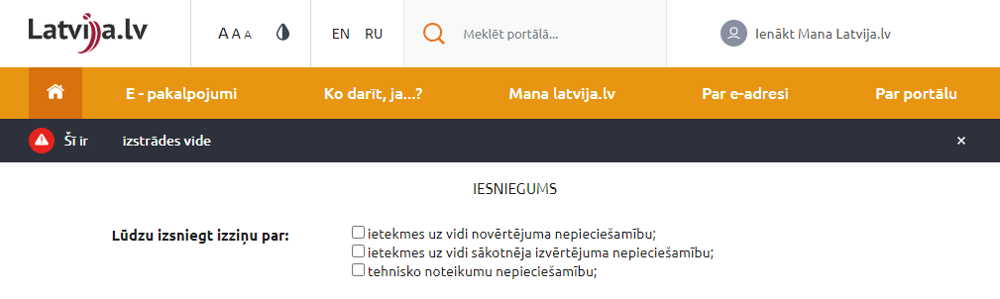 Latvija.lv
A A A
EN RU
Meklēt portālā...
Ienākt Mana Latvija.lv
E - pakalpojumi
Ko darīt, ja...?
Mana latvija.lv
Par e-adresi
Par portālu
Šī ir izstrādes vide
×
IESNIEGUMS
Lūdzu izsniegt izziņu par:
ietekmes uz vidi novērtējuma nepieciešamību;
ietekmes uz vidi sākotnēja izvērtējuma nepieciešamību;
tehnisko noteikumu nepieciešamību;